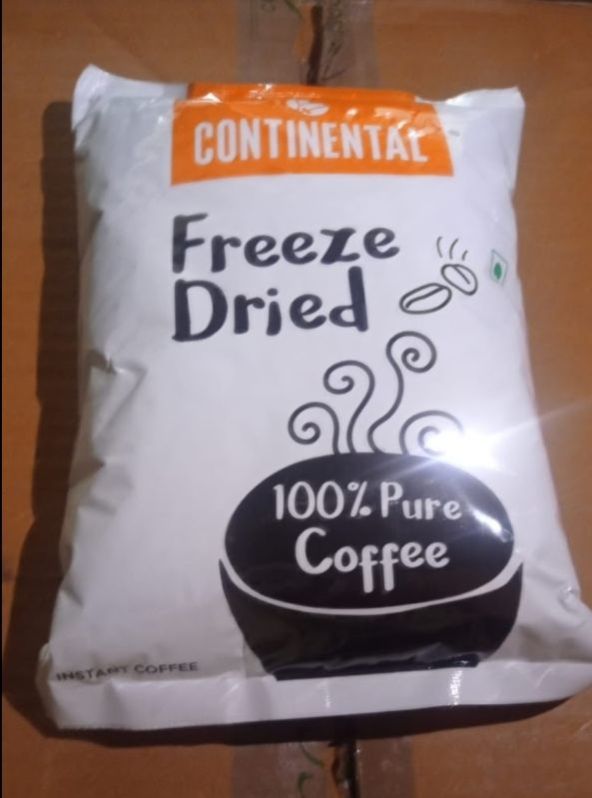 CONTINENTAL
Freeze
Dried
100% Pure
Coffee
INSTANT COFFEE